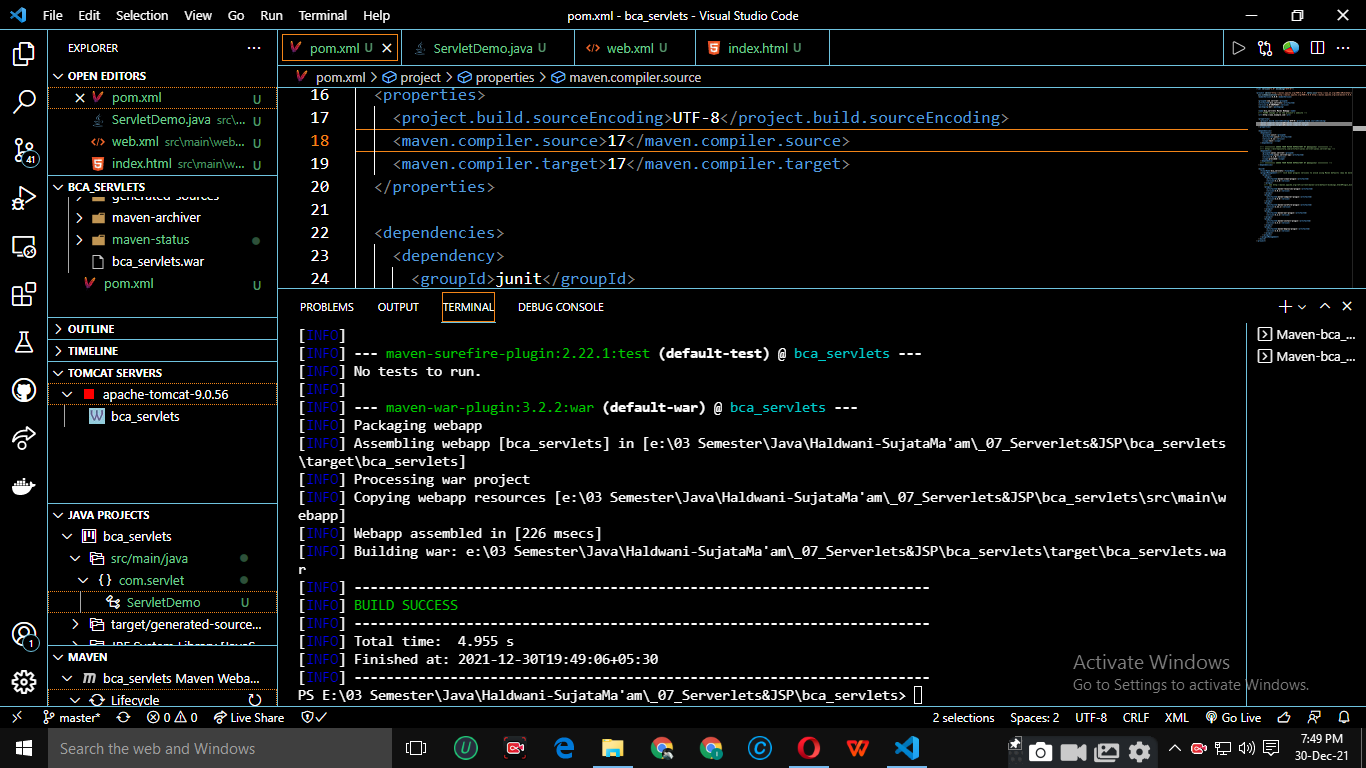 File Edit Selection View Go Run Terminal Help
pom.xml - bca_servlets - Visual Studio Code
EXPLORER
OPEN EDITORS
pom.xml U
ServletDemo.java src\... U
web.xml src\main\web... U
index.html src\main\w... U
BCA_SERVLETS
generated-sources
maven-archiver
maven-status
bca_servlets.war
pom.xml U
OUTLINE
TIMELINE
TOMCAT SERVERS
apache-tomcat-9.0.56
bca_servlets
JAVA PROJECTS
bca_servlets
src/main/java
com.servlet
ServletDemo U
target/generated-source...
MAVEN
bca_servlets Maven Weba...
Lifecycle
41
1
pom.xml U
ServletDemo.java U
web.xml U
index.html U
pom.xml > project > properties > maven.compiler.source
16 <properties>
17 <project.build.sourceEncoding>UTF-8</project.build.sourceEncoding>
18 <maven.compiler.source>17</maven.compiler.source>
19 <maven.compiler.target>17</maven.compiler.target>
20 </properties>
21
22 <dependencies>
23 <dependency>
24 <groupId>junit</groupId>
PROBLEMS OUTPUT TERMINAL DEBUG CONSOLE
[INFO]
[INFO] --- maven-surefire-plugin:2.22.1:test (default-test) @ bca_servlets ---
[INFO] No tests to run.
[INFO]
[INFO] --- maven-war-plugin:3.2.2:war (default-war) @ bca_servlets ---
[INFO] Packaging webapp
[INFO] Assembling webapp [bca_servlets] in [e:\03 Semester\Java\Haldwani-SujataMa'am\_07_Serverlets&JSP\bca_servlets
\target\bca_servlets]
[INFO] Processing war project
[INFO] Copying webapp resources [e:\03 Semester\Java\Haldwani-SujataMa'am\_07_Serverlets&JSP\bca_servlets\src\main\w
ebapp]
[INFO] Webapp assembled in [226 msecs]
[INFO] Building war: e:\03 Semester\Java\Haldwani-SujataMa'am\_07_Serverlets&JSP\bca_servlets\target\bca_servlets.wa
r
[INFO] ------------------------------------------------------------------------
[INFO] BUILD SUCCESS
[INFO] ------------------------------------------------------------------------
[INFO] Total time:  4.955 s
[INFO] Finished at: 2021-12-30T19:49:06+05:30
[INFO] ------------------------------------------------------------------------
PS E:\03 Semester\Java\Haldwani-SujataMa'am\_07_Serverlets&JSP\bca_servlets>
Maven-bca_...
Maven-bca_...
Activate Windows
Go to Settings to activate Windows.
master* 0 0 Live Share
2 selections Spaces: 2 UTF-8 CRLF XML Go Live
Search the web and Windows
7:49 PM
30-Dec-21